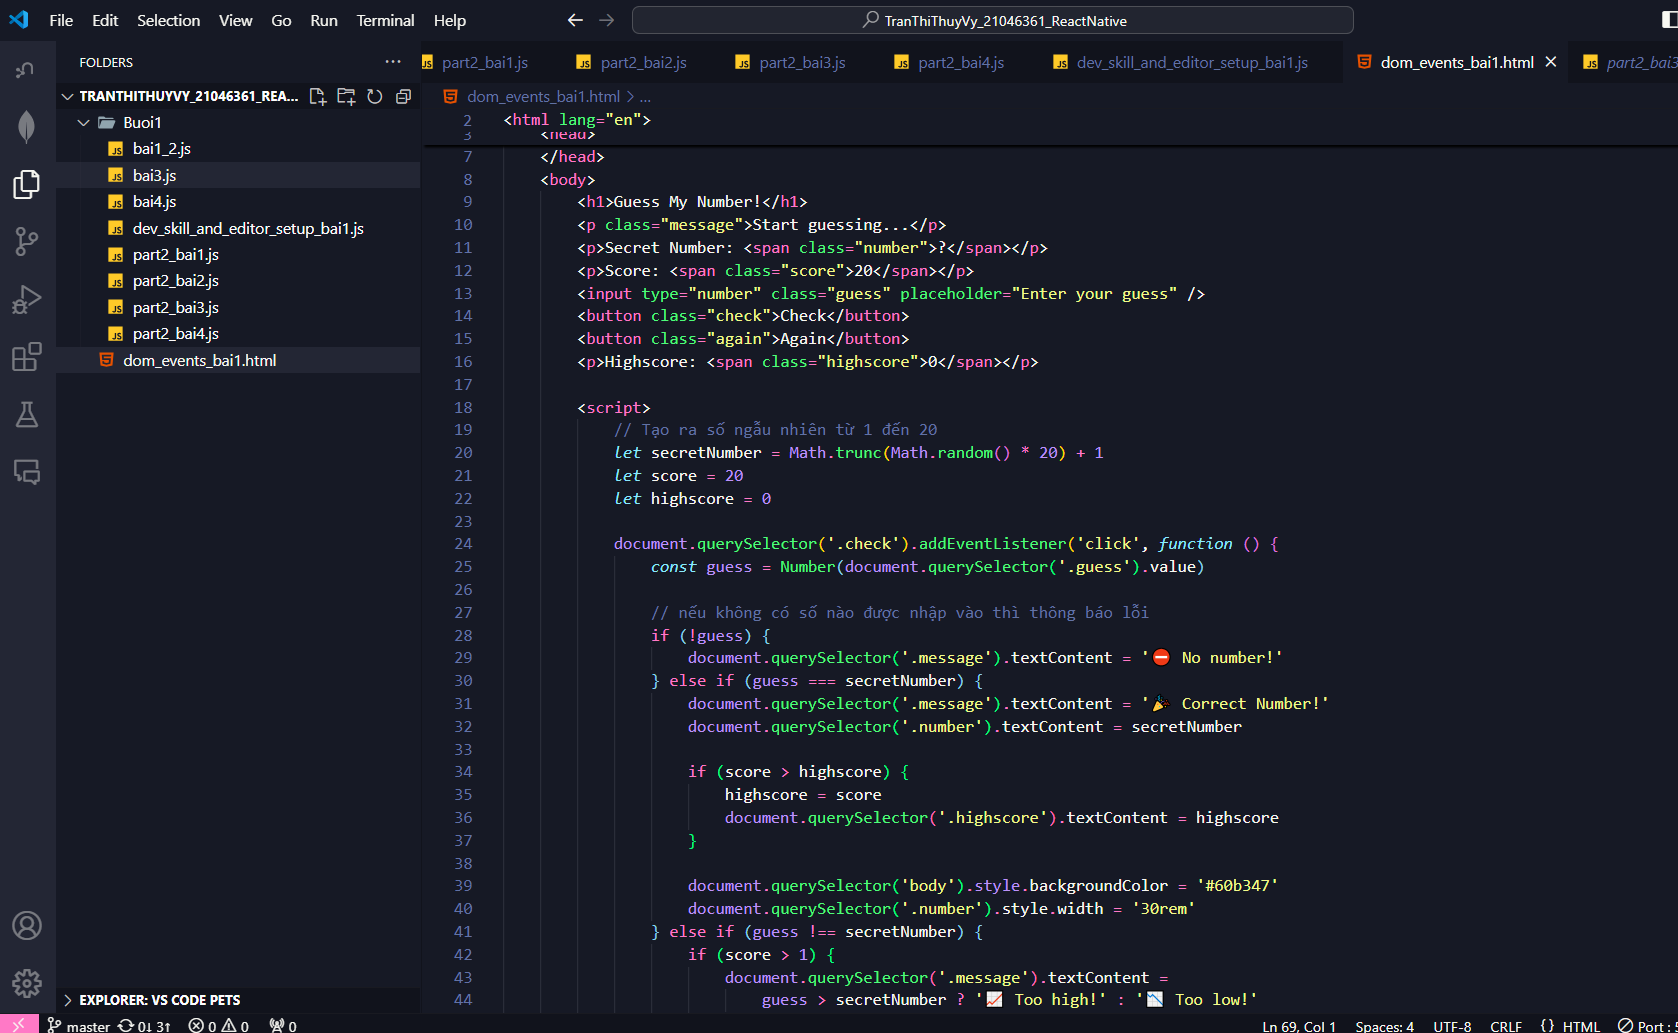 File Edit Selection View Go Run Terminal Help
TranThiThuyVy_21046361_ReactNative
FOLDERS
TRANTHITHUYVY_21046361_REA...
Buoi1
bai1_2.js
bai3.js
bai4.js
dev_skill_and_editor_setup_bai1.js
part2_bai1.js
part2_bai2.js
part2_bai3.js
part2_bai4.js
dom_events_bai1.html
EXPLORER: VS CODE PETS
part2_bai1.js part2_bai2.js part2_bai3.js part2_bai4.js dev_skill_and_editor_setup_bai1.js dom_events_bai1.html part2_bai3
dom_events_bai1.html > ...
2 <html lang="en">
3 <head>
7 </head>
8 <body>
9 <h1>Guess My Number!</h1>
10 <p class="message">Start guessing...</p>
11 <p>Secret Number: <span class="number">?</span></p>
12 <p>Score: <span class="score">20</span></p>
13 <input type="number" class="guess" placeholder="Enter your guess" />
14 <button class="check">Check</button>
15 <button class="again">Again</button>
16 <p>Highscore: <span class="highscore">0</span></p>
17
18 <script>
19 // Tạo ra số ngẫu nhiên từ 1 đến 20
20 let secretNumber = Math.trunc(Math.random() * 20) + 1
21 let score = 20
22 let highscore = 0
23
24 document.querySelector('.check').addEventListener('click', function () {
25 const guess = Number(document.querySelector('.guess').value)
26
27 // nếu không có số nào được nhập vào thì thông báo lỗi
28 if (!guess) {
29 document.querySelector('.message').textContent = '⛔ No number!'
30 } else if (guess === secretNumber) {
31 document.querySelector('.message').textContent = '🎉 Correct Number!'
32 document.querySelector('.number').textContent = secretNumber
33
34 if (score > highscore) {
35 highscore = score
36 document.querySelector('.highscore').textContent = highscore
37 }
38
39 document.querySelector('body').style.backgroundColor = '#60b347'
40 document.querySelector('.number').style.width = '30rem'
41 } else if (guess !== secretNumber) {
42 if (score > 1) {
43 document.querySelector('.message').textContent =
44 guess > secretNumber ? '📈 Too high!' : '📉 Too low!'
master 0↓ 3↑ 0 0 0 Ln 69, Col 1 Spaces: 4 UTF-8 CRLF {} HTML Port : 5